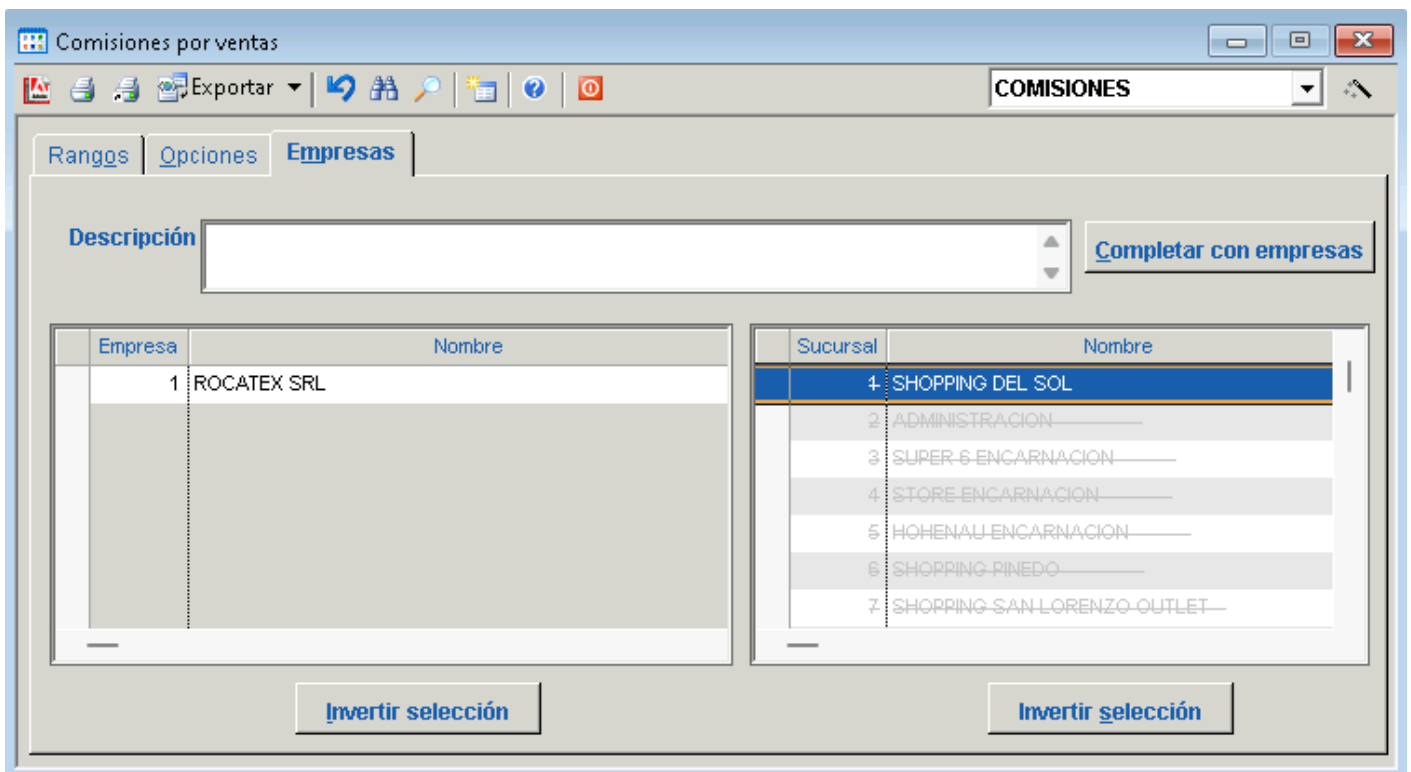 Comisiones por ventas
Exportar
COMISIONES
Rangos
Opciones
Empresas
Descripción
Completar con empresas
Empresa Nombre
1 ROCATEX SRL
Sucursal Nombre
1 SHOPPING DEL SOL
2 ADMINISTRACION
3 SUPER 6 ENCARNACION
4 STORE ENCARNACION
5 HOHENAU ENCARNACION
6 SHOPPING PINEDO
7 SHOPPING SAN LORENZO OUTLET
Invertir selección
Invertir selección